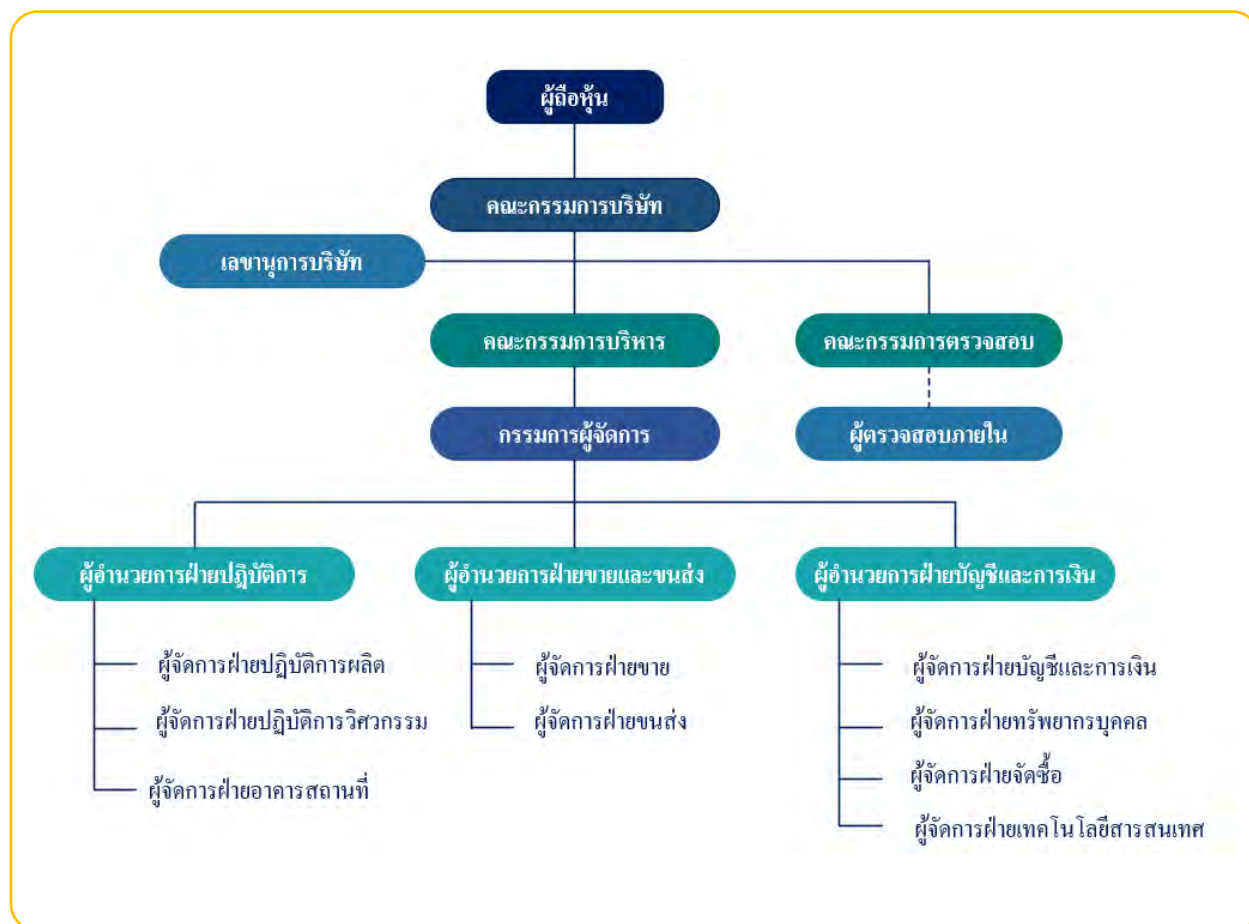 ผู้ถือหุ้น
คณะกรรมการบริษัท
เลขานุการบริษัท
คณะกรรมการบริหาร
คณะกรรมการตรวจสอบ
กรรมการผู้จัดการ
ผู้ตรวจสอบภายใน
ผู้อำนวยการฝ่ายปฎิบัติการ
ผู้อำนวยการฝ่ายขายและขนส่ง
ผู้อำนวยการฝ่ายบัญชีและการเงิน
ผู้จัดการฝ่ายปฏิบัติการผลิต
ผู้จัดการฝ่ายปฏิบัติการวิศวกรรม
ผู้จัดการฝ่ายอาคารสถานที่
ผู้จัดการฝ่ายขาย
ผู้จัดการฝ่ายขนส่ง
ผู้จัดการฝ่ายบัญชีและการเงิน
ผู้จัดการฝ่ายทรัพยากรบุคคล
ผู้จัดการฝ่ายจัดซื้อ
ผู้จัดการฝ่ายเทคโนโลยีสารสนเทศ